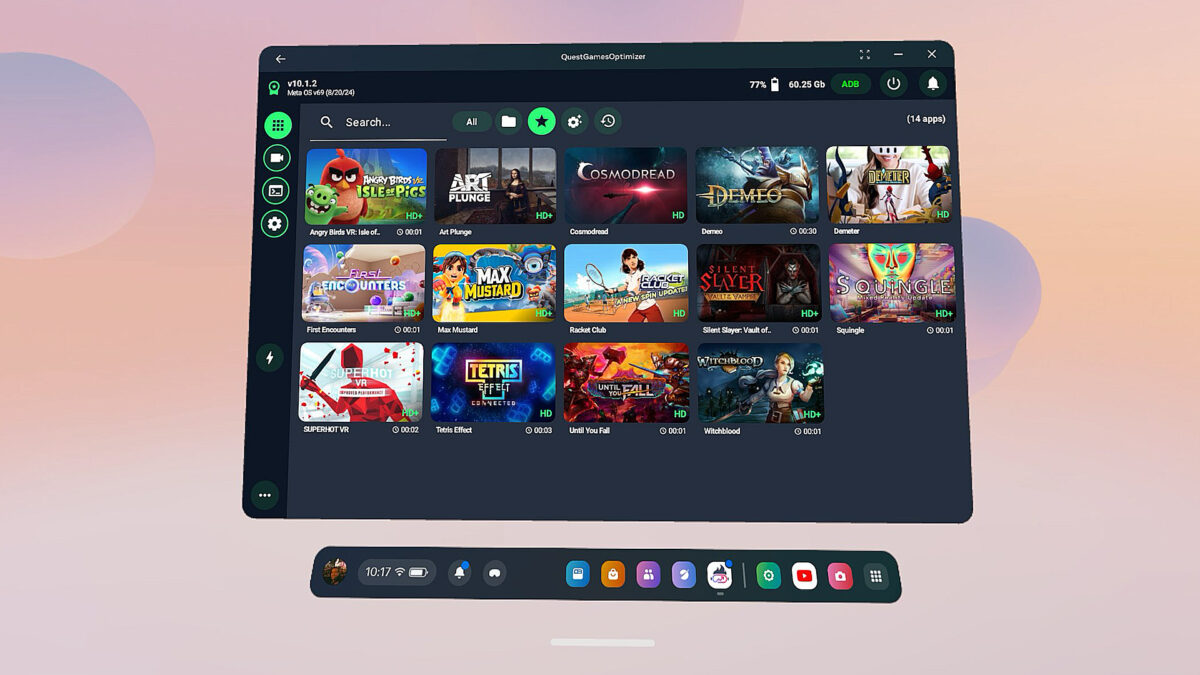 QuestGamesOptimizer
v10.1.2
Meta OS v69 (8/20/24)
77% 60.25 Gb ADB
Search... All (14 apps)
ANGRY BIRDS VR
ISLE OF PIGS
HD+
ART
PLUNGE
HD+
COSMODREAD
HD
DEMEO
DEMETER
HD
Angry Birds VR: Isle of.. 00:01
Art Plunge
Cosmodread
Demeo 00:30
Demeter
FIRST
ENCOUNTERS
HD+
MAX
MUSTARD
HD+
RACKET
CLUB
A NEW SPIN UPDATE!
HD
SILENT
SLAYER
VAULT OF THE VAMPIRE
HD+
SQUINGLE
Mixed Reality Update
HD+
First Encounters 00:01
Max Mustard
Racket Club
Silent Slayer: Vault of.. 00:01
Squingle 00:01
SUPERHOT
VR
IMPROVED PERFORMANCE
HD+
TETRIS
EFFECT
CONNECTED
HD
UNTIL
YOU FALL
HD
WITCHBLOOD
HD+
SUPERHOT VR 00:02
Tetris Effect 00:03
Until You Fall 00:01
Witchblood 00:01
10:17